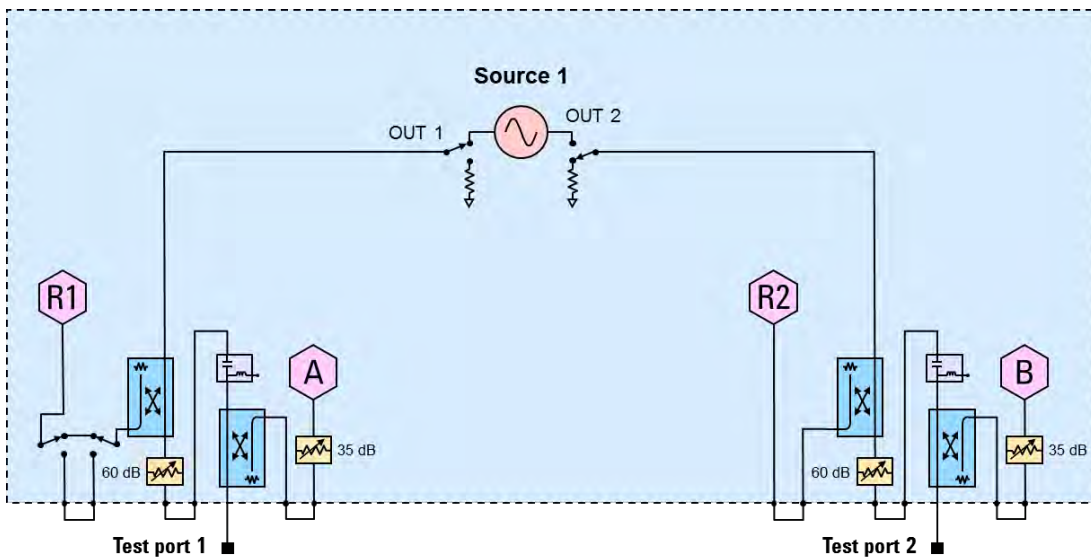 Source 1
OUT 1
OUT 2
R1
R2
A
B
60 dB
35 dB
60 dB
35 dB
Test port 1
Test port 2